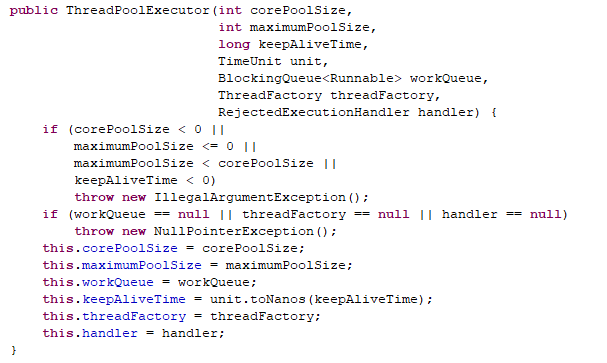 public ThreadPoolExecutor(int corePoolSize,
                          int maximumPoolSize,
                          long keepAliveTime,
                          TimeUnit unit,
                          BlockingQueue<Runnable> workQueue,
                          ThreadFactory threadFactory,
                          RejectedExecutionHandler handler) {
    if (corePoolSize < 0 ||
        maximumPoolSize <= 0 ||
        maximumPoolSize < corePoolSize ||
        keepAliveTime < 0)
        throw new IllegalArgumentException();
    if (workQueue == null || threadFactory == null || handler == null)
        throw new NullPointerException();
    this.corePoolSize = corePoolSize;
    this.maximumPoolSize = maximumPoolSize;
    this.workQueue = workQueue;
    this.keepAliveTime = unit.toNanos(keepAliveTime);
    this.threadFactory = threadFactory;
    this.handler = handler;
}